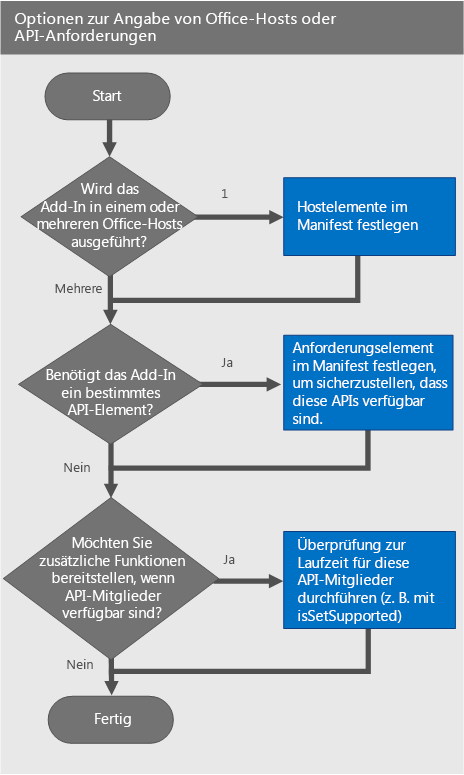 Optionen zur Angabe von Office-Hosts oder
API-Anforderungen
Start
Wird das
Add-In in einem oder
mehreren Office-Hosts
ausgeführt?
1
Hostelemente im
Manifest festlegen
Mehrere
Benötigt das Add-In
ein bestimmtes
API-Element?
Ja
Anforderungselement
im Manifest festlegen,
um sicherzustellen, dass
diese APIs verfügbar
sind.
Nein
Möchten Sie
zusätzliche Funktionen
bereitstellen, wenn
API-Mitglieder
verfügbar sind?
Ja
Überprüfung zur
Laufzeit für diese
API-Mitglieder
durchführen (z. B. mit
isSetSupported)
Nein
Fertig